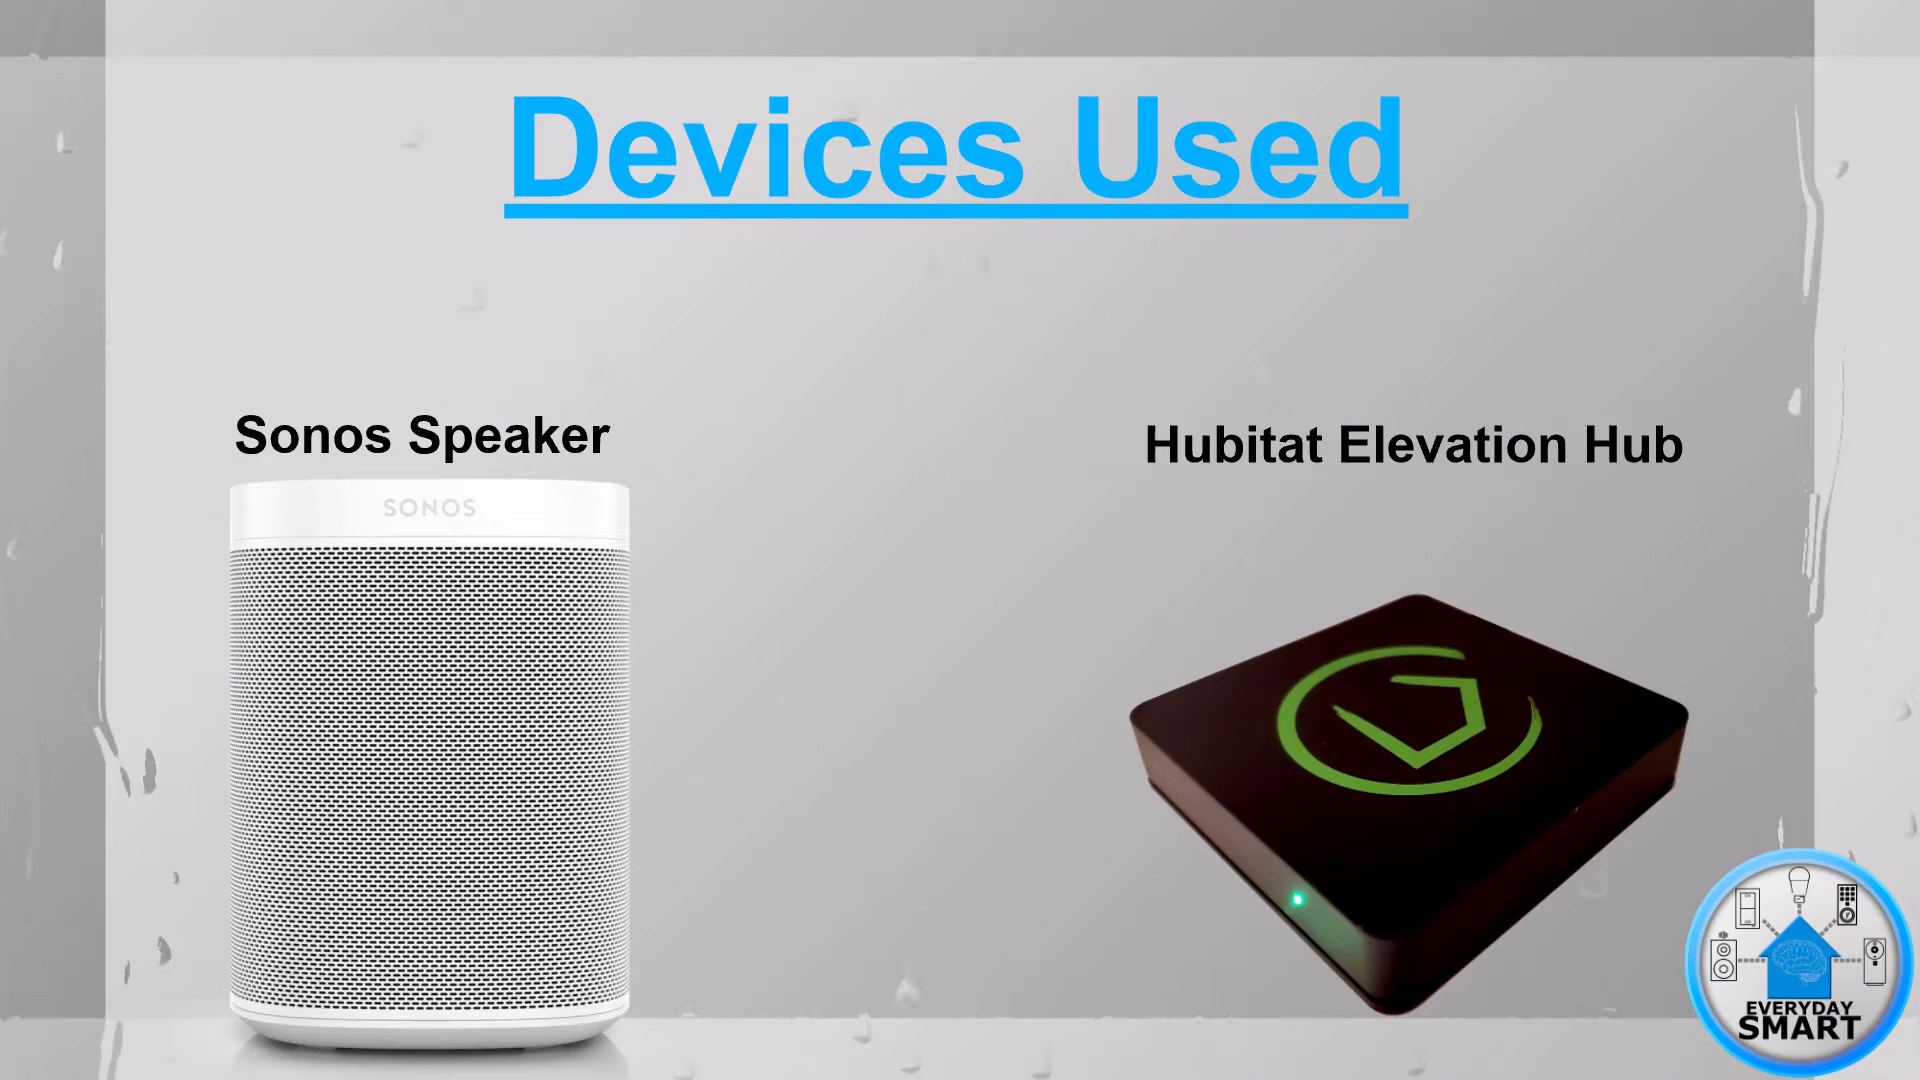 Devices Used
Sonos Speaker
Hubitat Elevation Hub
SONOS
EVERYDAY
SMART